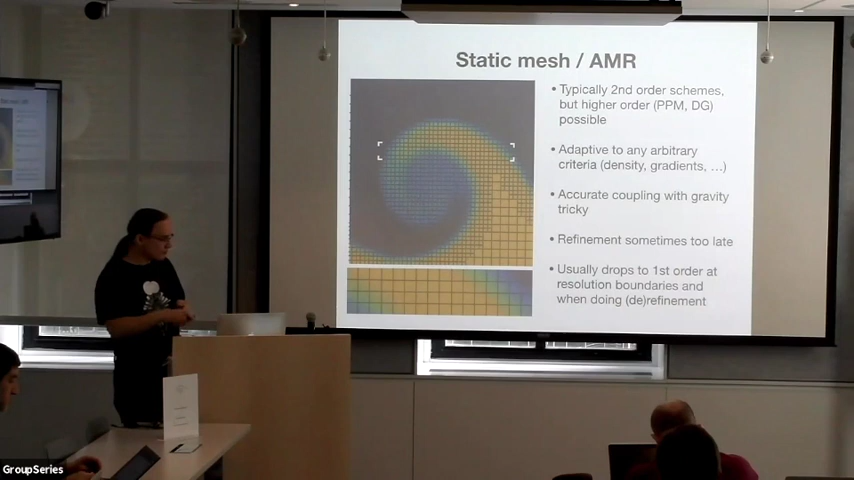 Static mesh / AMR
• Typically 2nd order schemes,
but higher order (PPM, DG)
possible
• Adaptive to any arbitrary
criteria (density, gradients, …)
• Accurate coupling with gravity
tricky
• Refinement sometimes too late
• Usually drops to 1st order at
resolution boundaries and
when doing (de)refinement
GroupSeries